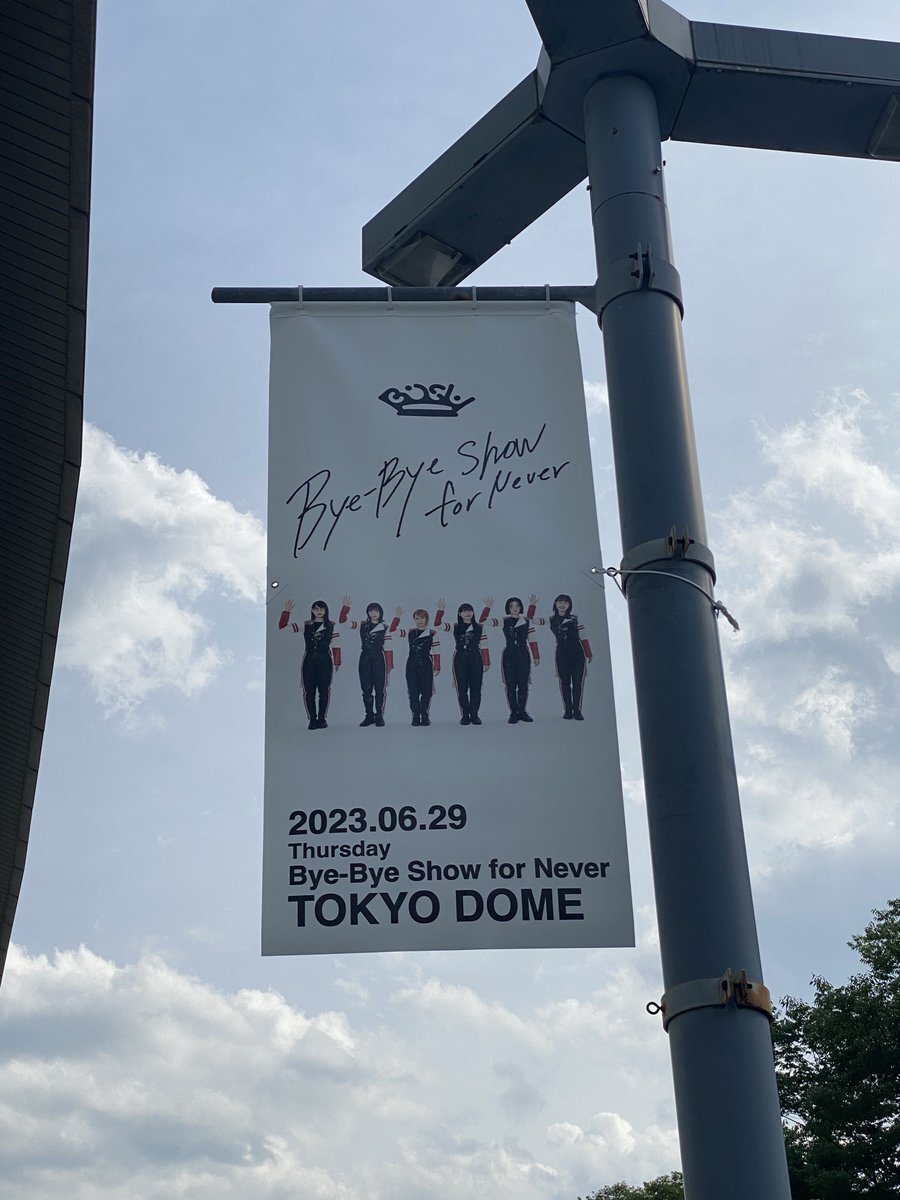 BiSH
Bye-Bye Show
for Never
2023.06.29
Thursday
Bye-Bye Show for Never
TOKYO DOME